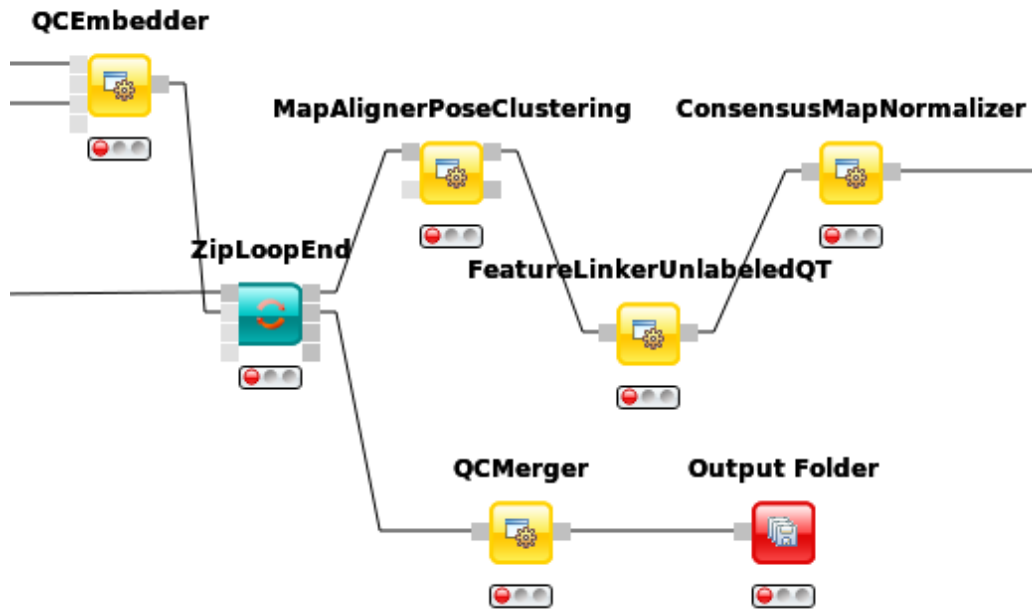 QCEmbedder
MapAlignerPoseClustering
ConsensusMapNormalizer
ZipLoopEnd
FeatureLinkerUnlabeledQT
QCMerger
Output Folder